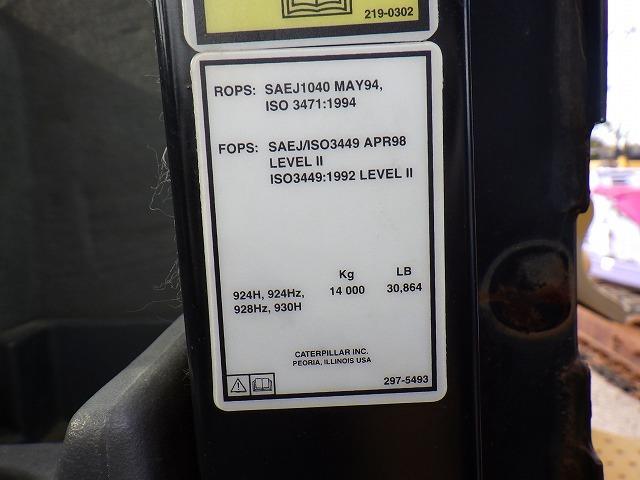 219-0302
ROPS: SAEJ1040 MAY94,
ISO 3471:1994
FOPS: SAEJ/ISO3449 APR98
LEVEL II
ISO3449:1992 LEVEL II
Kg LB
924H, 924Hz, 14 000 30,864
928Hz, 930H
CATERPILLAR INC.
PEORIA, ILLINOIS USA
297-5493